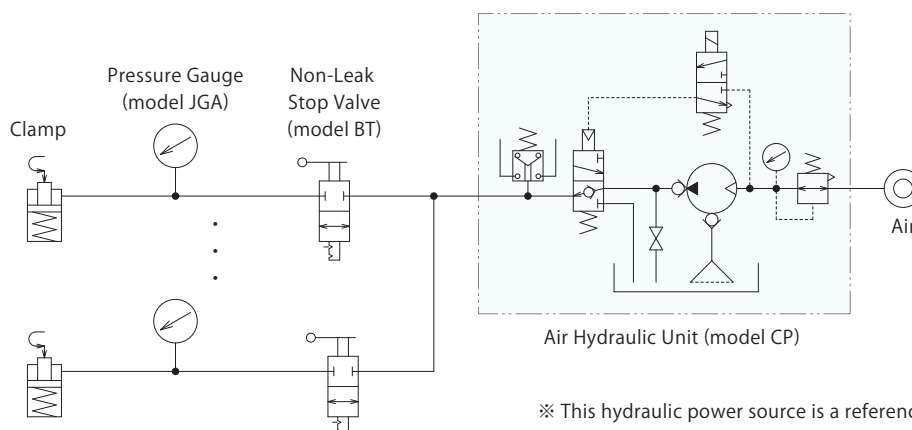 Pressure Gauge
(model JGA)
Non-Leak
Stop Valve
(model BT)
Clamp
Air
Air Hydraulic Unit (model CP)
※ This hydraulic power source is a referenc